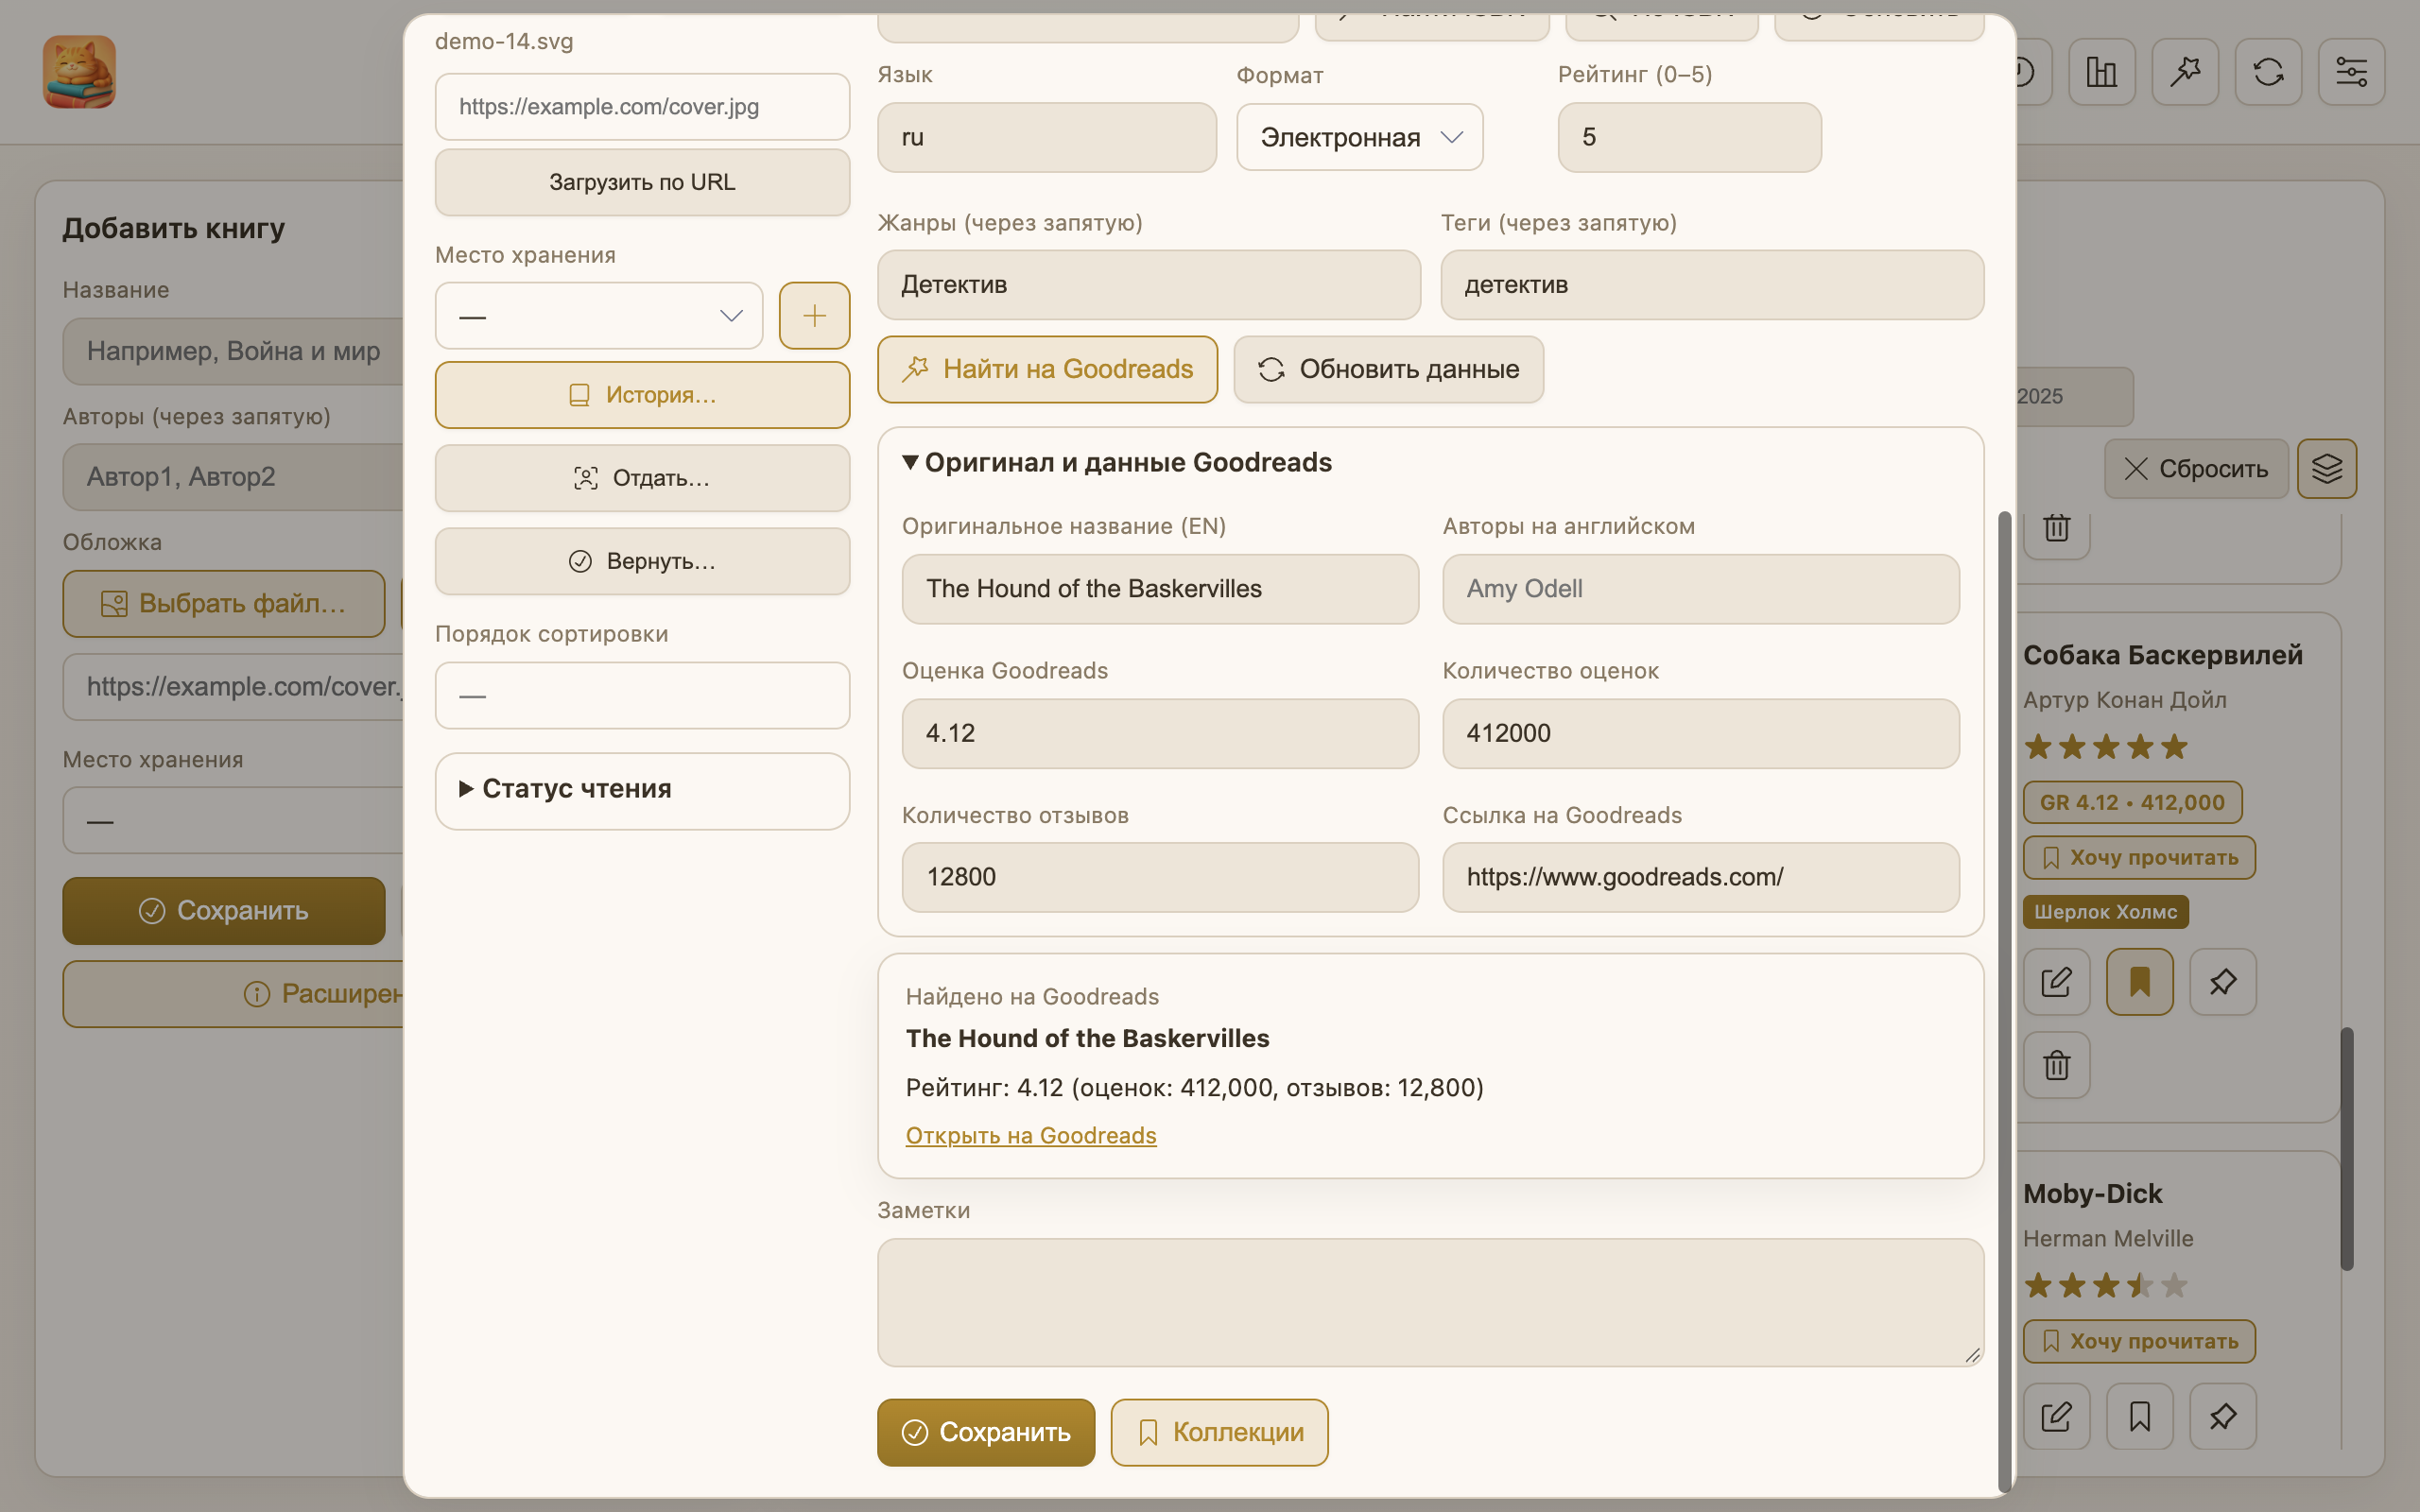 Добавить книгу
Название
Например, Война и мир
Авторы (через запятую)
Автор1, Автор2
Обложка
Выбрать файл…
https://example.com/cover.
Место хранения
—
Сохранить
Расширен
demo-14.svg
https://example.com/cover.jpg
Загрузить по URL
Место хранения
—
История…
Отдать…
Вернуть…
Порядок сортировки
—
Статус чтения
Язык
Формат
Рейтинг (0–5)
ru
Электронная
5
Жанры (через запятую)
Теги (через запятую)
Детектив
детектив
Найти на Goodreads
Обновить данные
Оригинал и данные Goodreads
Оригинальное название (EN)
Авторы на английском
The Hound of the Baskervilles
Amy Odell
Оценка Goodreads
Количество оценок
4.12
412000
Количество отзывов
Ссылка на Goodreads
12800
https://www.goodreads.com/
Найдено на Goodreads
The Hound of the Baskervilles
Рейтинг: 4.12 (оценок: 412,000, отзывов: 12,800)
Открыть на Goodreads
Заметки
Сохранить
Коллекции
2025
Сбросить
Собака Баскервилей
Артур Конан Дойл
GR 4.12 • 412,000
Хочу прочитать
Шерлок Холмс
Moby-Dick
Herman Melville
Хочу прочитать